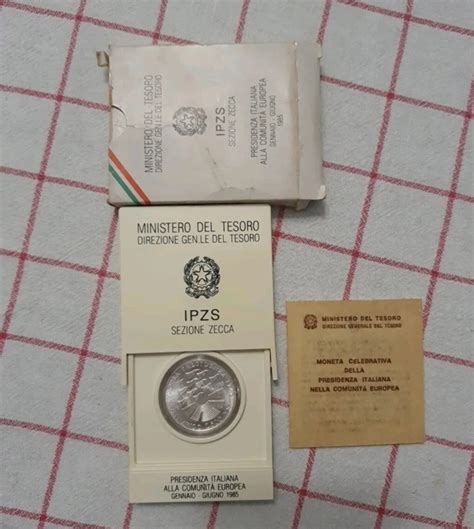 MINISTERO DEL TESORO
DIREZIONE GEN.LE DEL TESORO
IPZS
SEZIONE ZECCA
PRESIDENZA ITALIANA
ALLA COMUNITÀ EUROPEA
GENNAIO - GIUGNO
1985
MINISTERO DEL TESORO
DIREZIONE GEN.LE DEL TESORO
IPZS
SEZIONE ZECCA
PRESIDENZA ITALIANA
ALLA COMUNITÀ EUROPEA
GENNAIO - GIUGNO 1985
MINISTERO DEL TESORO
DIREZIONE GENERALE DEL TESORO
MONETA CELEBRATIVA
DELLA
PRESIDENZA ITALIANA
NELLA COMUNITÀ EUROPEA